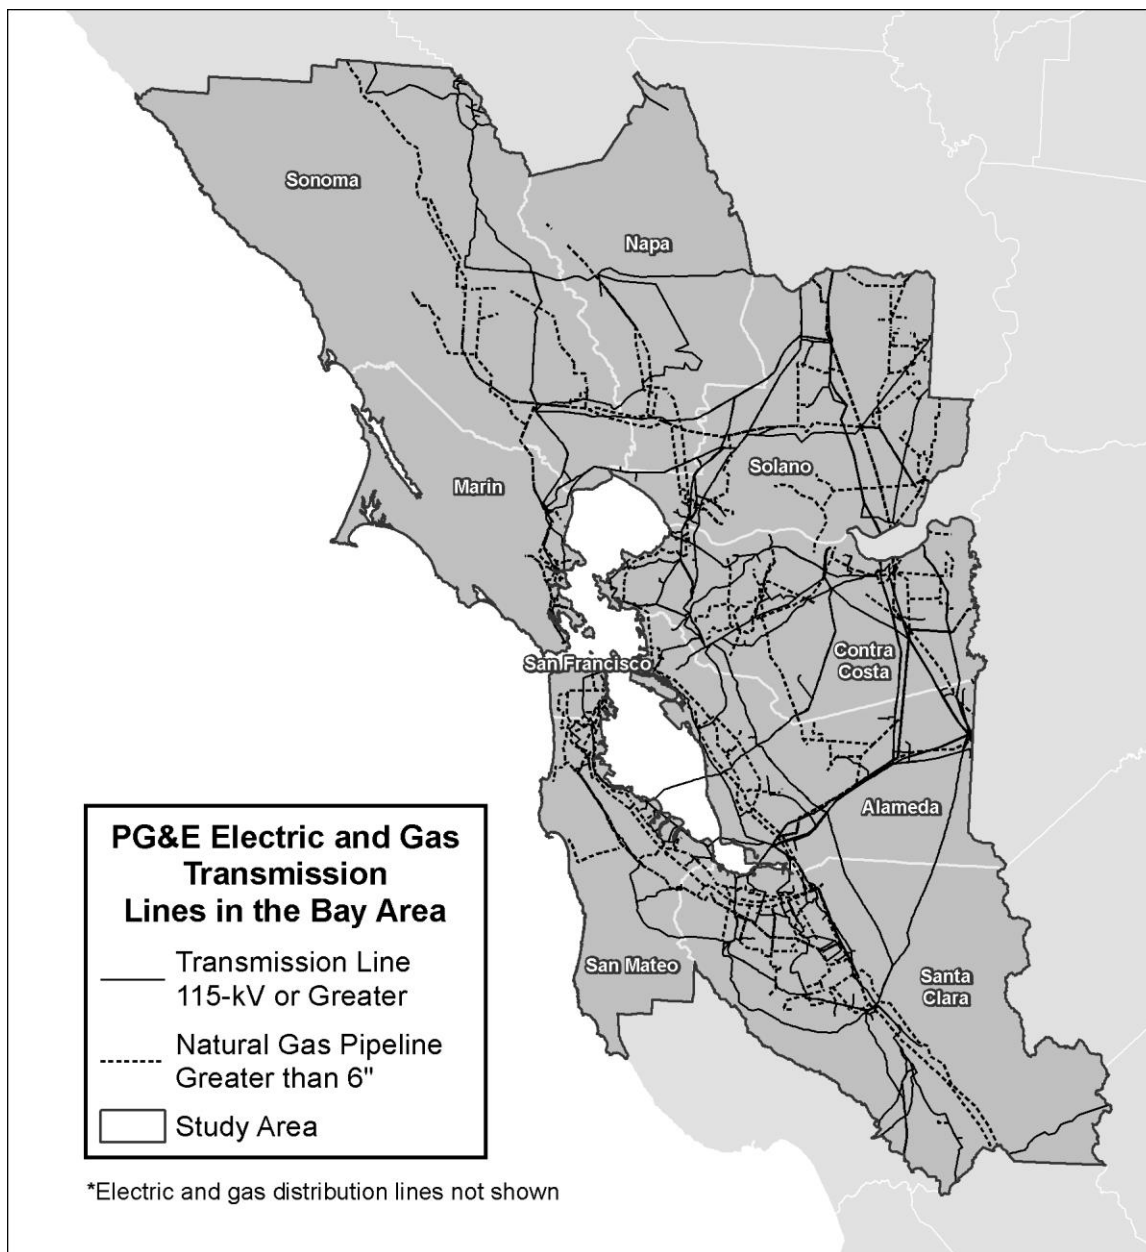 Sonoma
Napa
Solano
Marin
Contra
Costa
San Francisco
Alameda
San Mateo
Santa
Clara
PG&E Electric and Gas
Transmission
Lines in the Bay Area
Transmission Line
115-kV or Greater
Natural Gas Pipeline
Greater than 6"
Study Area
*Electric and gas distribution lines not shown